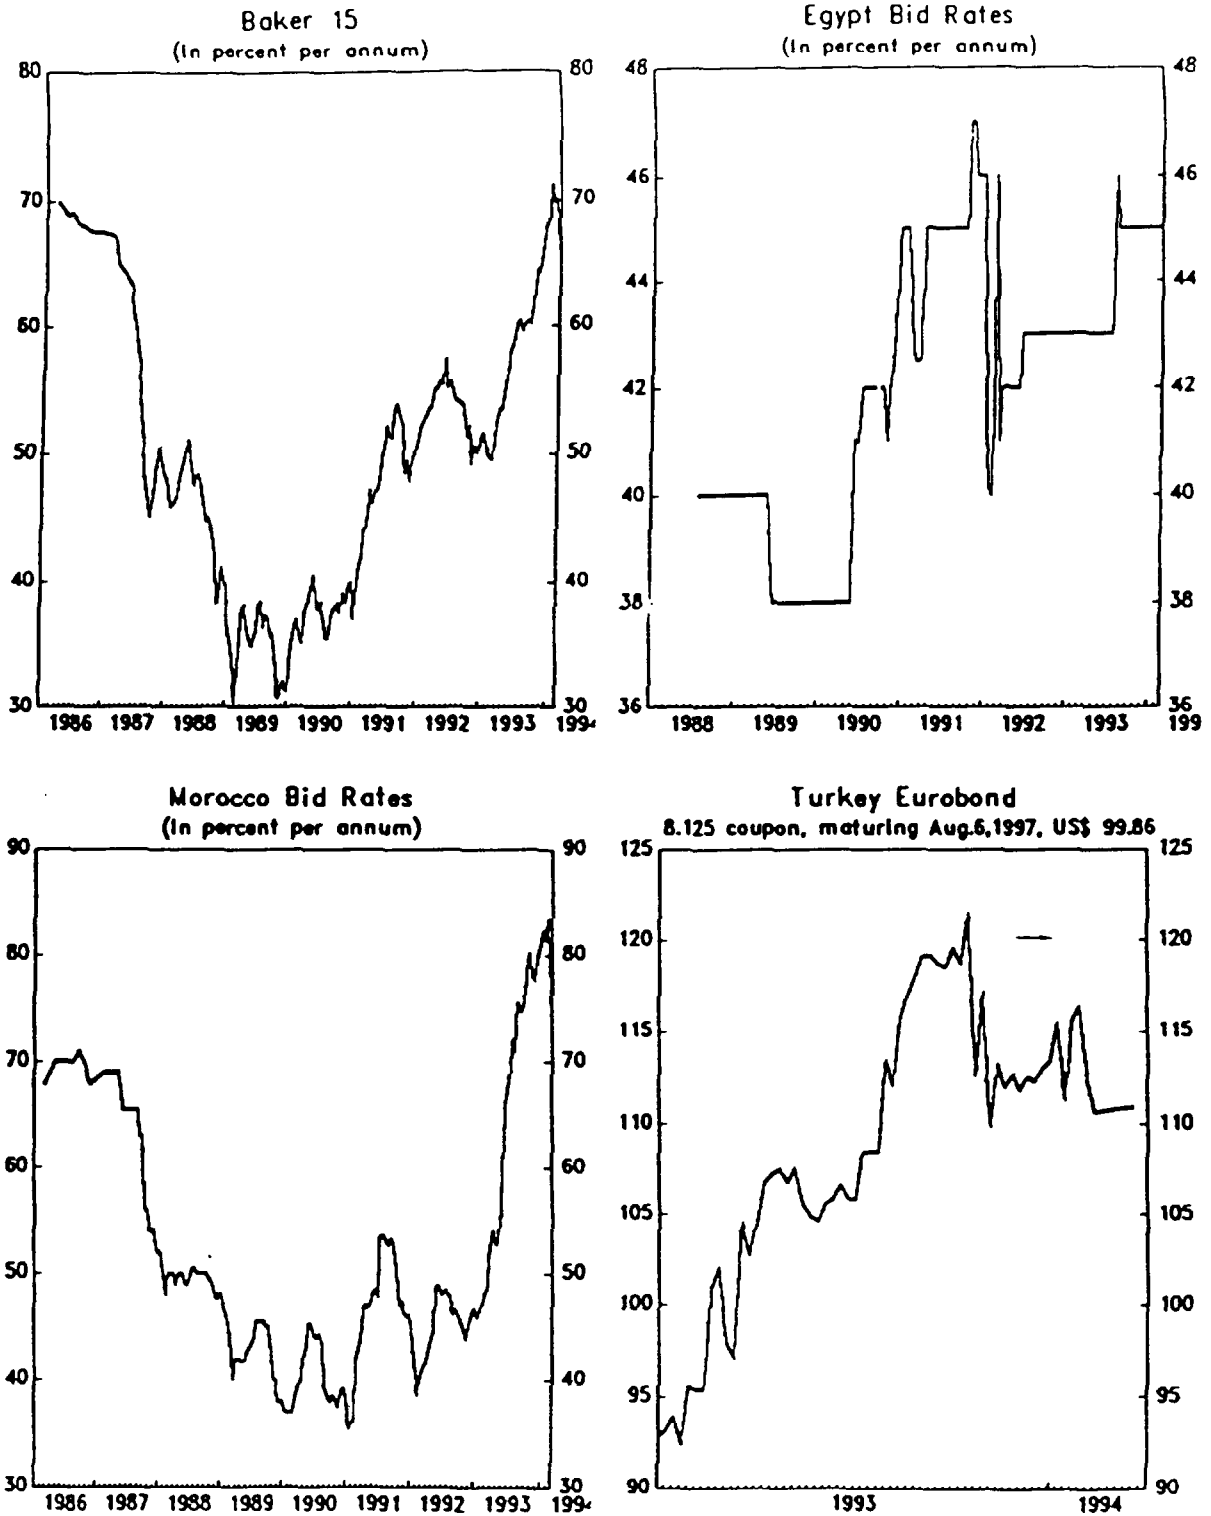 Baker 15
(In percent per annum)
80 80
70 70
60 60
50 50
40 40
30 30
1986 1987 1988 1989 1990 1991 1992 1993 1994
Egypt Bid Rates
(In percent per annum)
48 48
46 46
44 44
42 42
40 40
38 38
36 36
1988 1989 1990 1991 1992 1993 199
Morocco Bid Rates
(In percent per annum)
90 90
80 80
70 70
60 60
50 50
40 40
30 30
1986 1987 1988 1989 1990 1991 1992 1993 1994
Turkey Eurobond
8.125 coupon, maturing Aug.6,1997, US$ 99.86
125 125
120 120
115 115
110 110
105 105
100 100
95 95
90 90
1993 1994